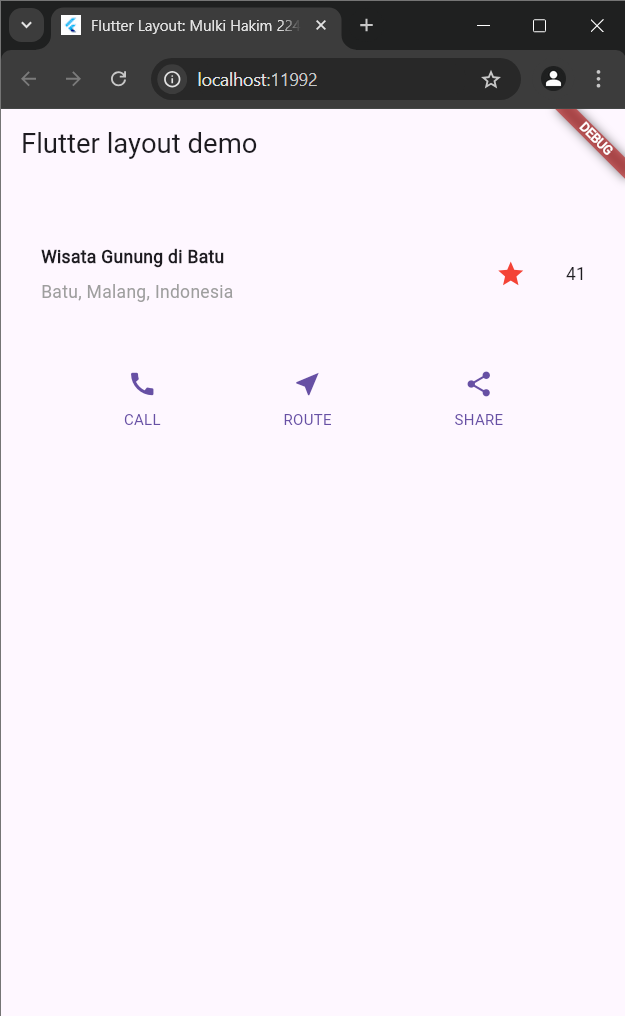 Flutter Layout: Mulki Hakim 224
localhost:11992
Flutter layout demo
DEBUG
Wisata Gunung di Batu
Batu, Malang, Indonesia
41
CALL
ROUTE
SHARE